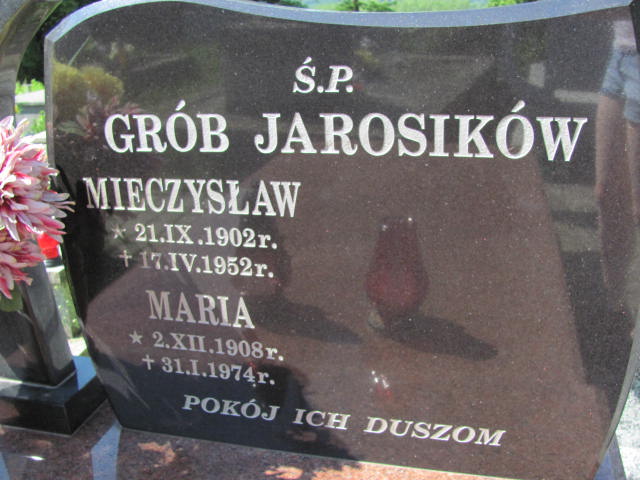 Ś.P.
GRÓB JAROSIKÓW
MIECZYSŁAW
★ 21.IX.1902r.
† 17.IV.1952r.
MARIA
★ 2.XII.1908r.
† 31.I.1974r.
POKÓJ ICH DUSZOM